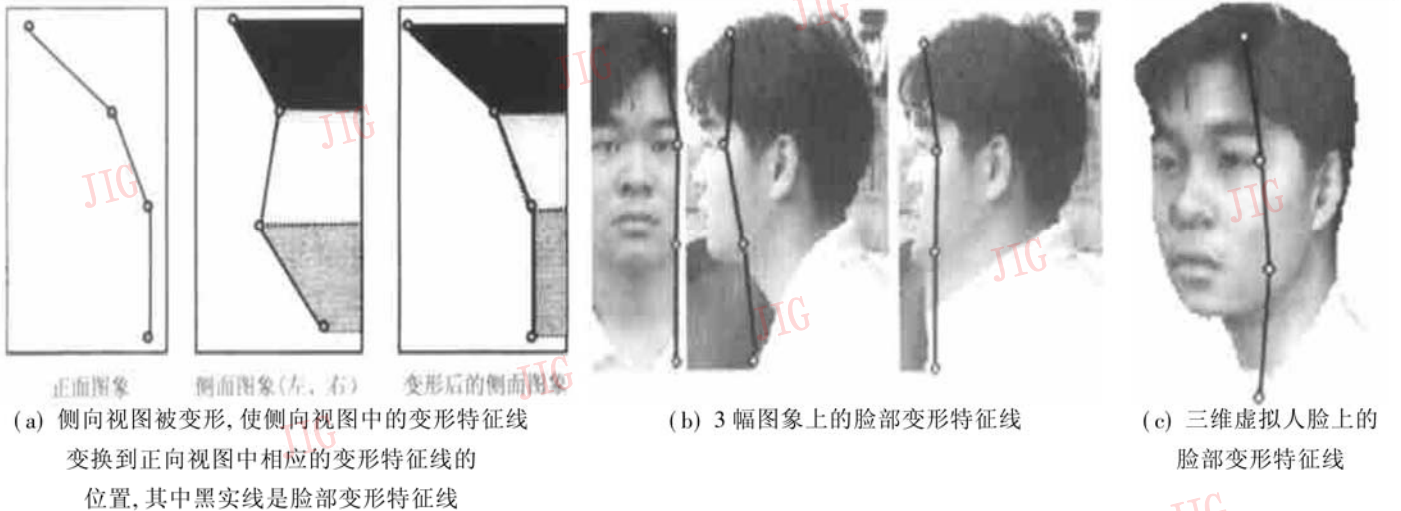 正面图象
侧面图象(左、右)
变形后的侧面图象
(a) 侧向视图被变形,使侧向视图中的变形特征线
变换到正向视图中相应的变形特征线的
位置,其中黑实线是脸部变形特征线
(b) 3幅图象上的脸部变形特征线
(c) 三维虚拟人脸上的
脸部变形特征线
JIG
JIG
JIG
JIG
JIG
JIG
JIG
JIG
JIG
JIG